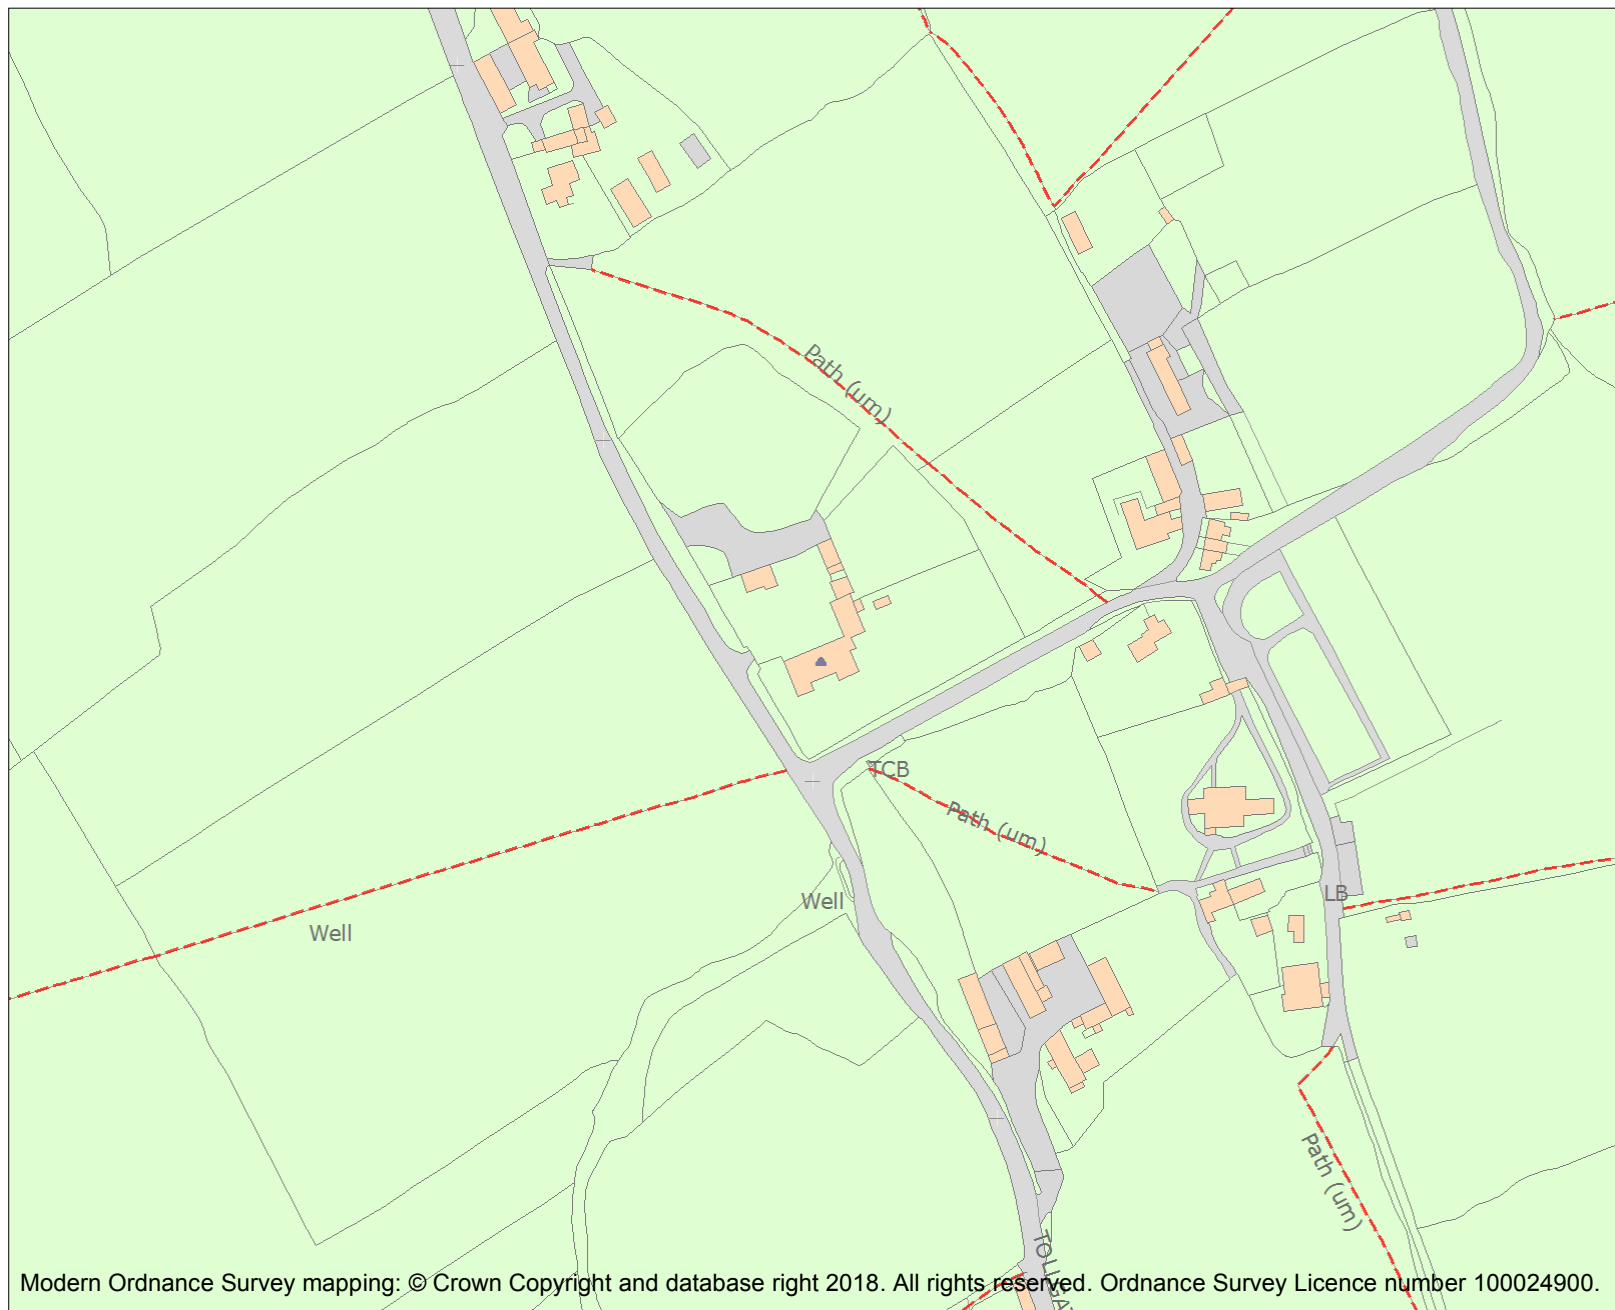 Path (um)
TCB
Path (um)
LB
Well
Well
Path (um)
Modern Ordnance Survey mapping: © Crown Copyright and database right 2018. All rights reserved. Ordnance Survey Licence number 100024900.